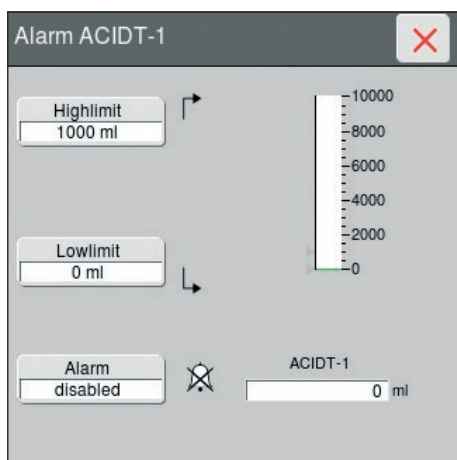 Alarm ACIDT-1
Highlimit
1000 ml
10000
8000
6000
4000
2000
0
Lowlimit
0 ml
Alarm
disabled
ACIDT-1
0 ml